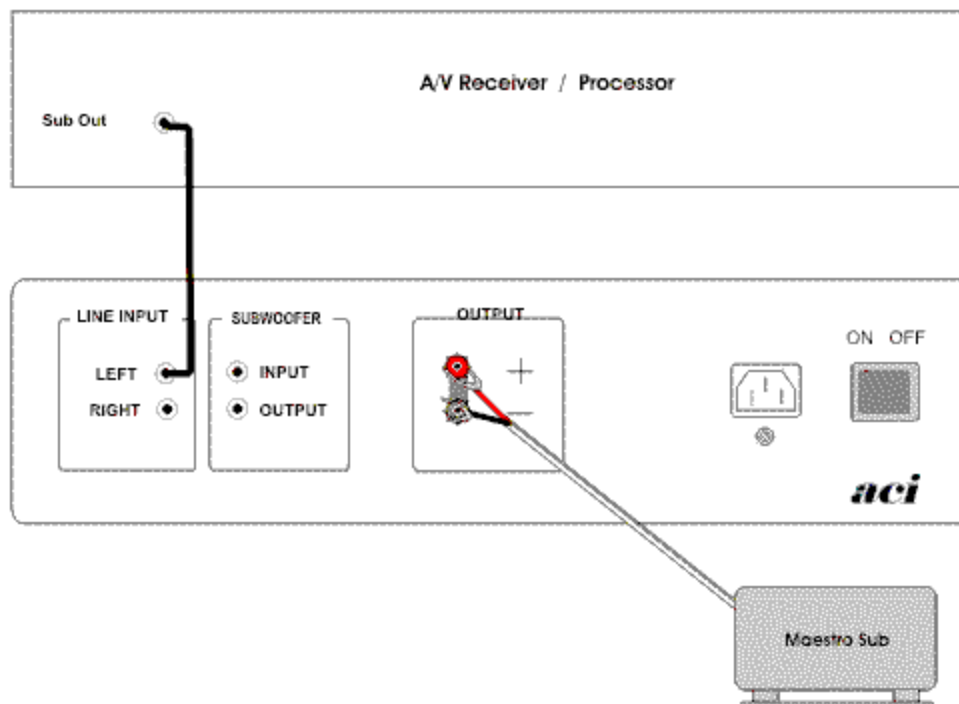 A/V Receiver / Processor
Sub Out
LINE INPUT
LEFT
RIGHT
SUBWOOFER
INPUT
OUTPUT
OUTPUT
+
−
ON OFF
aci
Maestro Sub